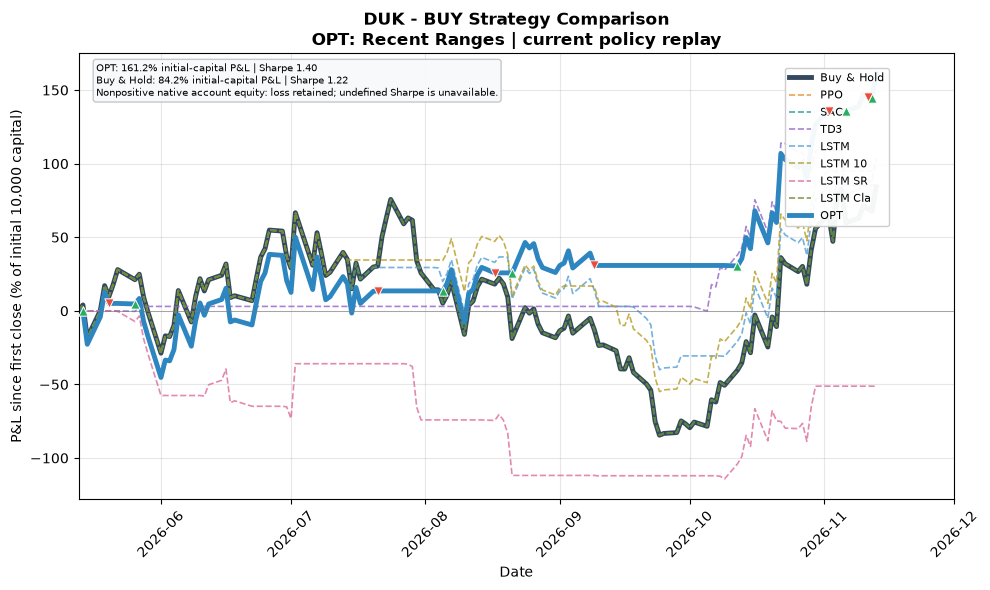 DUK - BUY Strategy Comparison
OPT: Recent Ranges | current policy replay
OPT: 161.2% initial-capital P&L | Sharpe 1.40
Buy & Hold: 84.2% initial-capital P&L | Sharpe 1.22
Nonpositive native account equity: loss retained; undefined Sharpe is unavailable.
Buy & Hold
PPO
SAC
TD3
LSTM
LSTM 10
LSTM SR
LSTM Cla
OPT
P&L since first close (% of initial 10,000 capital)
150
100
50
0
−50
−100
2026-06
2026-07
2026-08
2026-09
2026-10
2026-11
2026-12
Date